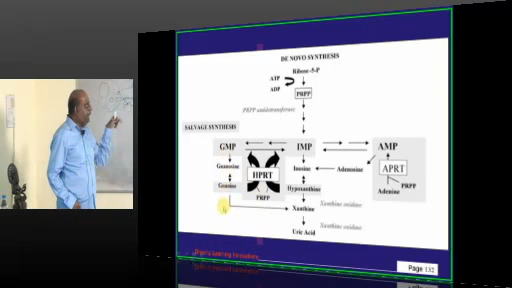 DE NOVO SYNTHESIS
Ribose-5-P
ATP
ADP
PRPP
PRPP amidotransferase
SALVAGE SYNTHESIS
GMP
IMP
AMP
Guanosine
Inosine
Adenosine
HPRT
APRT
Guanine
Hypoxanthine
PRPP
PRPP
Adenine
Xanthine oxidase
Xanthine
Xanthine oxidase
Uric Acid
Page 132